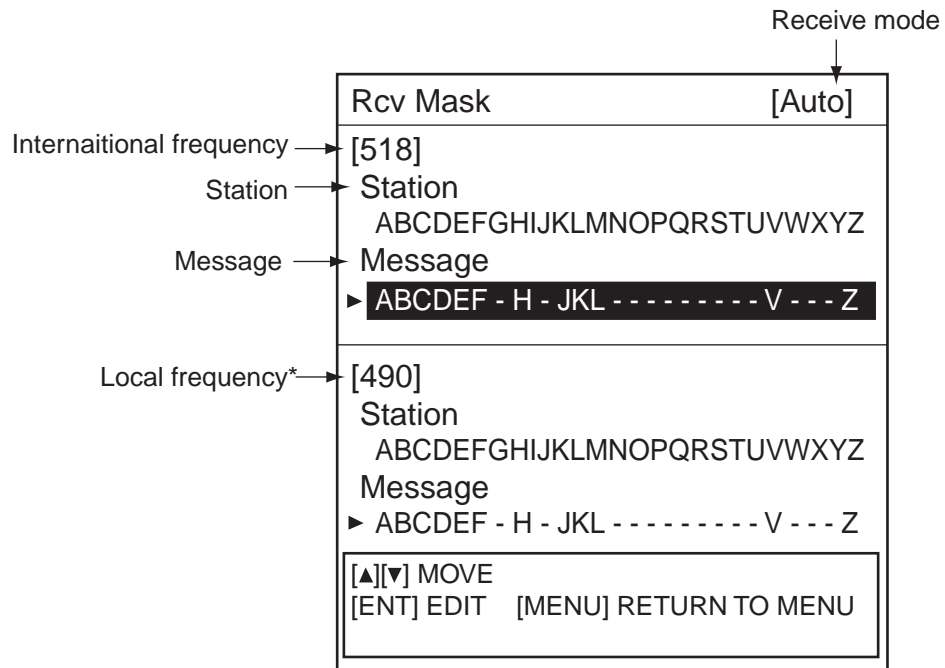 Receive mode
Rcv Mask [Auto]
Internaitional frequency [518]
Station Station
ABCDEFGHIJKLMNOPQRSTUVWXYZ
Message Message
▶ ABCDEF - H - JKL - - - - - - - - - V - - - Z
Local frequency* [490]
Station
ABCDEFGHIJKLMNOPQRSTUVWXYZ
Message
▶ ABCDEF - H - JKL - - - - - - - - - V - - - Z
[▲][▼] MOVE
[ENT] EDIT [MENU] RETURN TO MENU